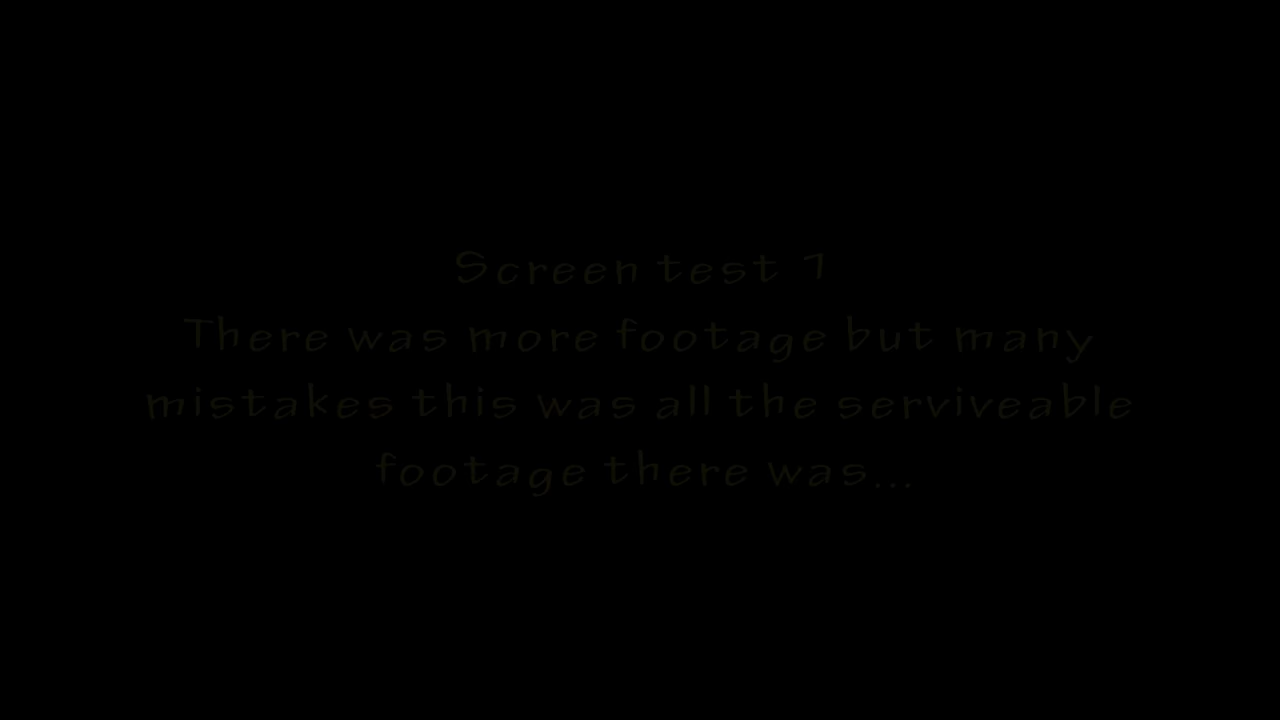 Screen test 1
There was more footage but many
mistakes this was all the serviveable
footage there was...